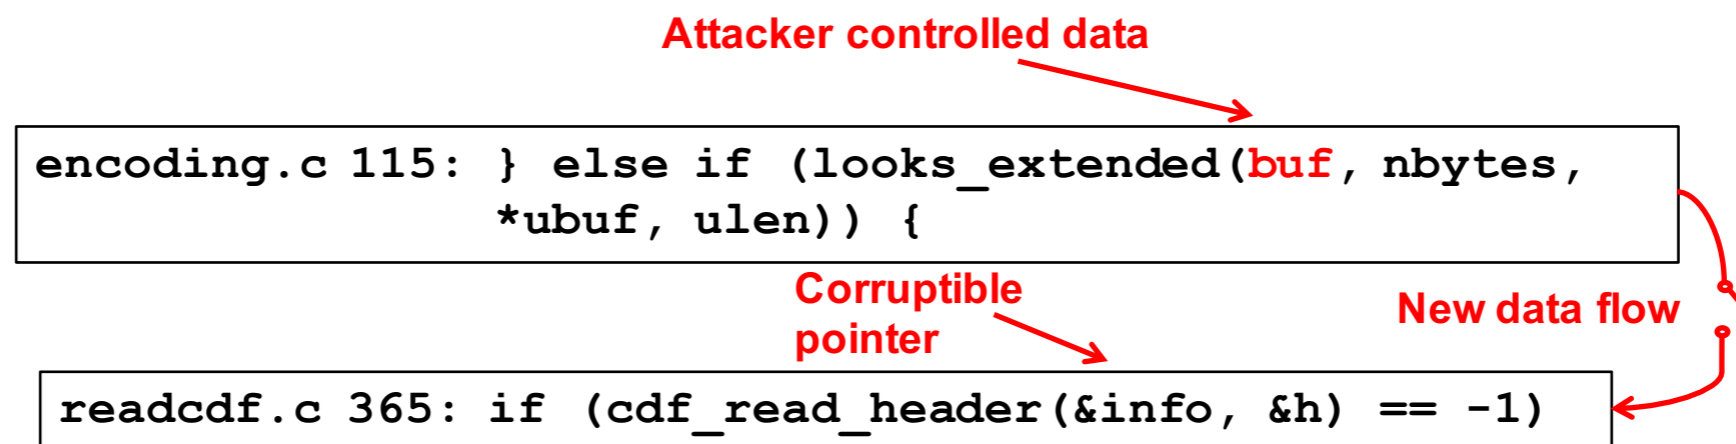 Attacker controlled data
encoding.c 115: } else if (looks_extended(buf, nbytes,
*ubuf, ulen)) {
Corruptible
pointer
New data flow
readcdf.c 365: if (cdf_read_header(&info, &h) == -1)